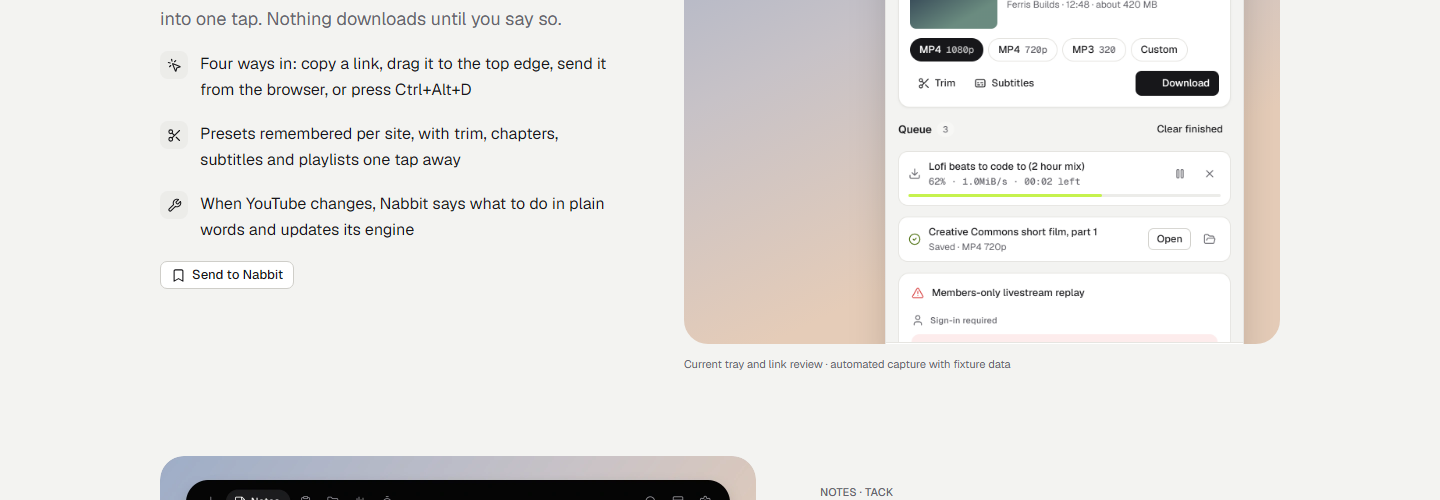 into one tap. Nothing downloads until you say so.
Four ways in: copy a link, drag it to the top edge, send it
from the browser, or press Ctrl+Alt+D
Presets remembered per site, with trim, chapters,
subtitles and playlists one tap away
When YouTube changes, Nabbit says what to do in plain
words and updates its engine
Send to Nabbit
Ferris Builds · 12:48 · about 420 MB
MP4 1080p
MP4 720p
MP3 320
Custom
Trim
Subtitles
Download
Queue 3
Clear finished
Lofi beats to code to (2 hour mix)
62% · 1.0MiB/s · 00:02 left
Creative Commons short film, part 1
Saved · MP4 720p
Open
Members-only livestream replay
Sign-in required
Current tray and link review · automated capture with fixture data
Notes
NOTES · TACK